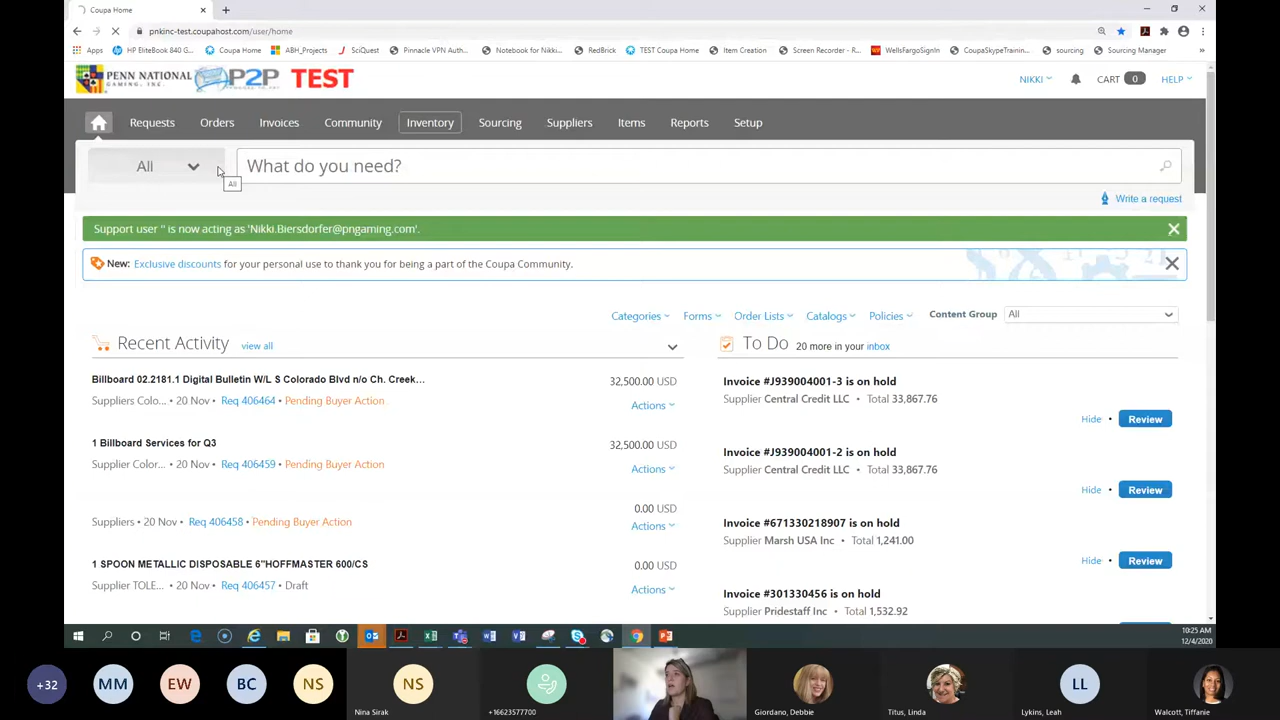 Coupa Home
pnkinc-test.coupahost.com/user/home
Apps HP EliteBook 840 G... Coupa Home ABH_Projects SciQuest Pinnacle VPN Auth... Notebook for Nikki... RedBrick TEST Coupa Home Item Creation Screen Recorder - R... WellsFargoSignIn CoupaSkypeTraining... sourcing Sourcing Manager
PENN NATIONAL GAMING, INC. P2P TEST
NIKKI CART 0 HELP
Requests Orders Invoices Community Inventory Sourcing Suppliers Items Reports Setup
All What do you need?
All
Write a request
Support user '' is now acting as 'Nikki.Biersdorfer@pngaming.com'.
New: Exclusive discounts for your personal use to thank you for being a part of the Coupa Community.
Categories Forms Order Lists Catalogs Policies Content Group All
Recent Activity view all
Billboard 02.2181.1 Digital Bulletin W/L S Colorado Blvd n/o Ch. Creek... 32,500.00 USD
Suppliers Colo... • 20 Nov • Req 406464 • Pending Buyer Action Actions
1 Billboard Services for Q3 32,500.00 USD
Supplier Color... • 20 Nov • Req 406459 • Pending Buyer Action Actions
0.00 USD
Suppliers • 20 Nov • Req 406458 • Pending Buyer Action Actions
1 SPOON METALLIC DISPOSABLE 6"HOFFMASTER 600/CS 0.00 USD
Supplier TOLE... • 20 Nov • Req 406457 • Draft Actions
To Do 20 more in your inbox
Invoice #J939004001-3 is on hold
Supplier Central Credit LLC • Total 33,867.76
Hide • Review
Invoice #J939004001-2 is on hold
Supplier Central Credit LLC • Total 33,867.76
Hide • Review
Invoice #671330218907 is on hold
Supplier Marsh USA Inc • Total 1,241.00
Hide • Review
Invoice #301330456 is on hold
Supplier Pridestaff Inc • Total 1,532.92
10:25 AM
12/4/2020
+32 MM EW BC NS NS LL
Nina Sirak +16623577700 Giordano, Debbie Titus, Linda Lykins, Leah Walcott, Tiffanie